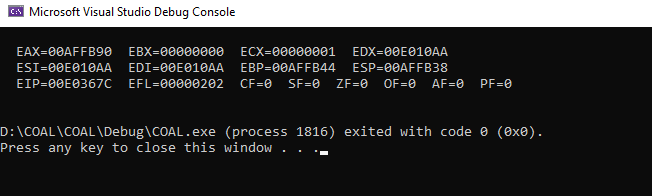 Microsoft Visual Studio Debug Console
EAX=00AFFB90  EBX=00000000  ECX=00000001  EDX=00E010AA
ESI=00E010AA  EDI=00E010AA  EBP=00AFFB44  ESP=00AFFB38
EIP=00E0367C  EFL=00000202  CF=0  SF=0  ZF=0  OF=0  AF=0  PF=0
D:\COAL\COAL\Debug\COAL.exe (process 1816) exited with code 0 (0x0).
Press any key to close this window . . .